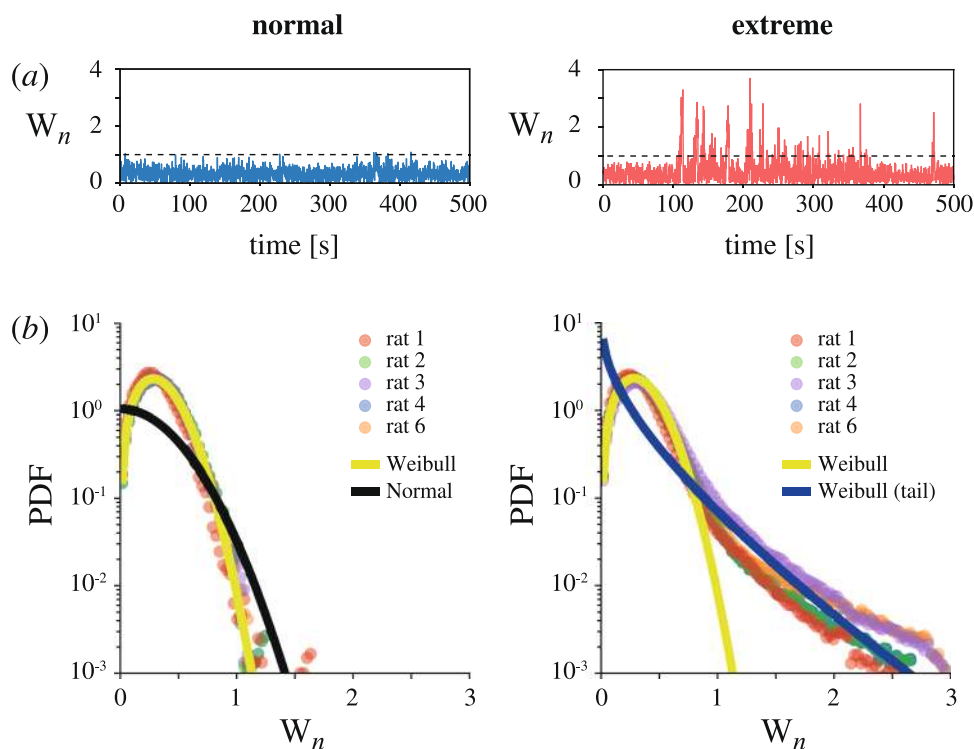 normal
extreme
(a)
4
2
0
W_n
0 100 200 300 400 500
time [s]
4
2
0
W_n
0 100 200 300 400 500
time [s]
(b)
10^1
10^0
10^-1
10^-2
10^-3
PDF
rat 1
rat 2
rat 3
rat 4
rat 6
Weibull
Normal
0 1 2 3
W_n
10^1
10^0
10^-1
10^-2
10^-3
PDF
rat 1
rat 2
rat 3
rat 4
rat 6
Weibull
Weibull (tail)
0 1 2 3
W_n